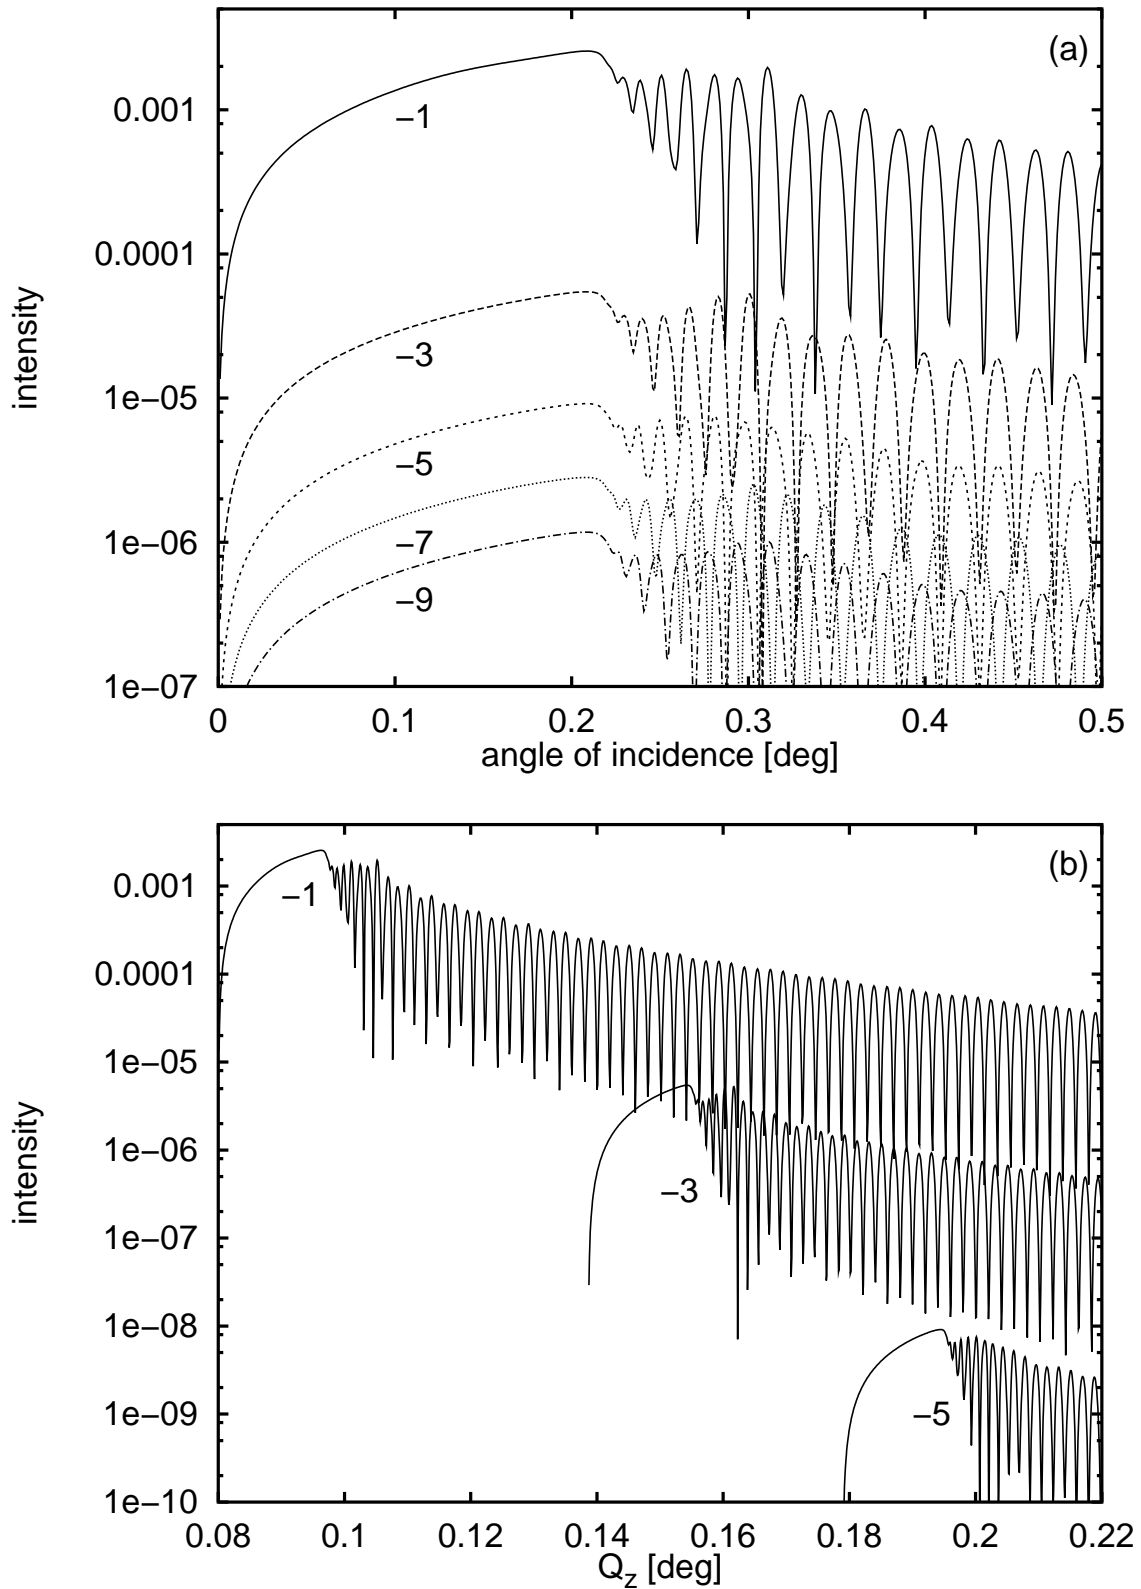 (a)
0.001
−1
0.0001
intensity
−3
1e−05
−5
1e−06
−7
−9
1e−07
0 0.1 0.2 0.3 0.4 0.5
angle of incidence [deg]
(b)
0.001
−1
0.0001
1e−05
intensity
1e−06
−3
1e−07
1e−08
−5
1e−09
1e−10
0.08 0.1 0.12 0.14 0.16 0.18 0.2 0.22
Qz [deg]